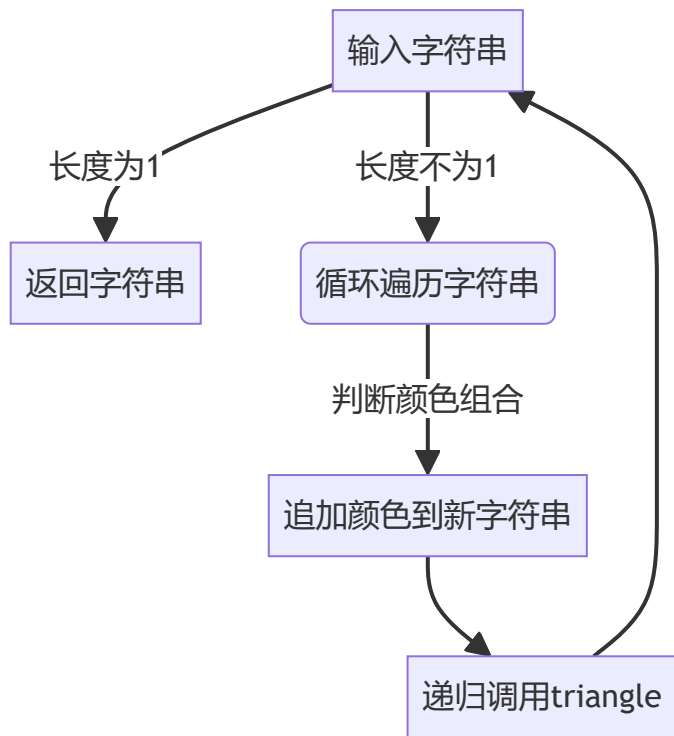 输入字符串
长度为1
长度不为1
返回字符串
循环遍历字符串
判断颜色组合
追加颜色到新字符串
递归调用triangle